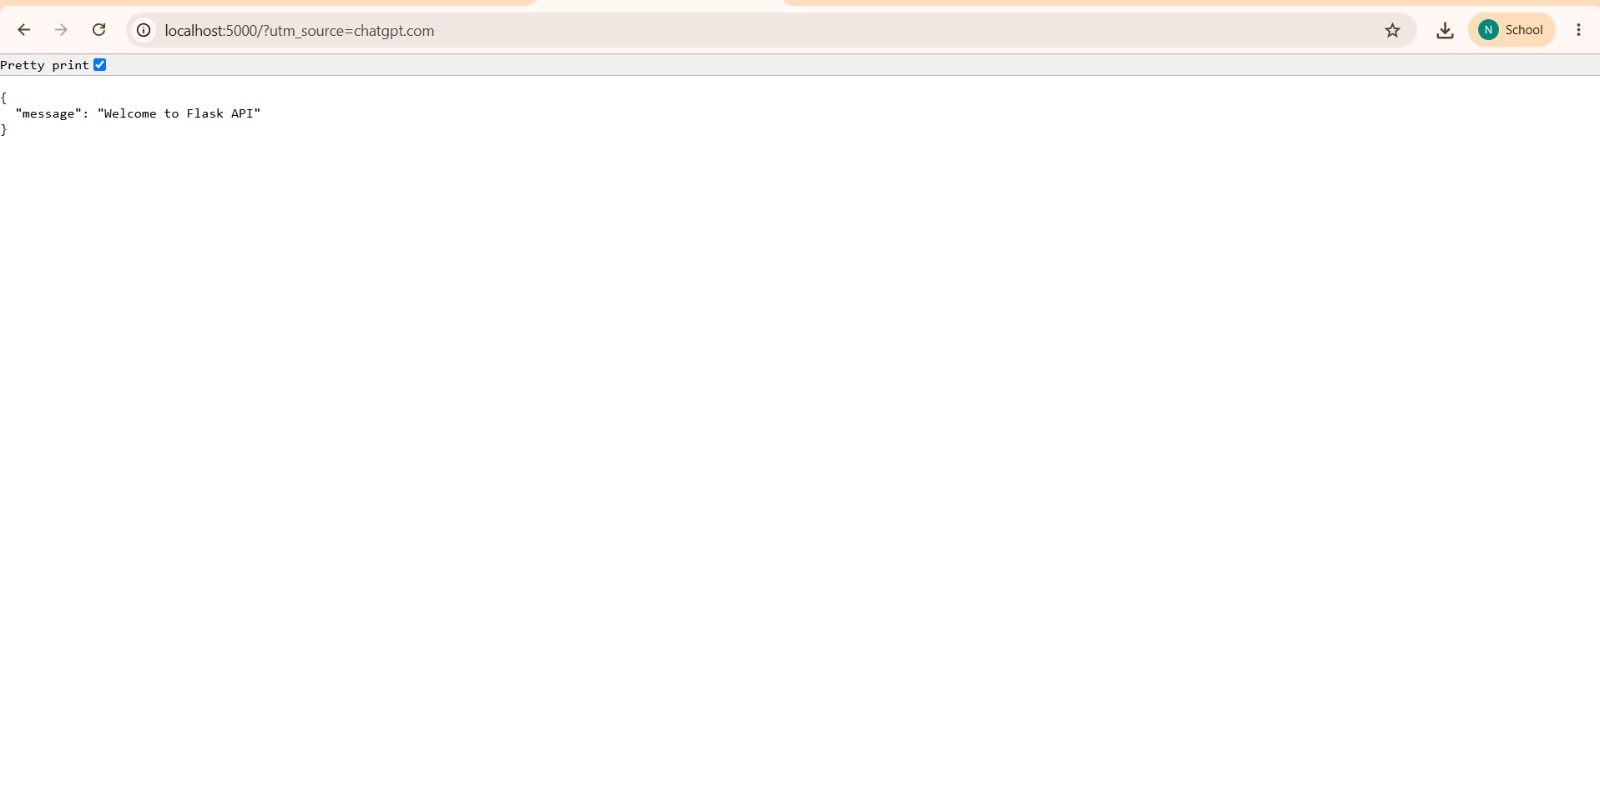 localhost:5000/?utm_source=chatgpt.com
N School
Pretty print
{
  "message": "Welcome to Flask API"
}